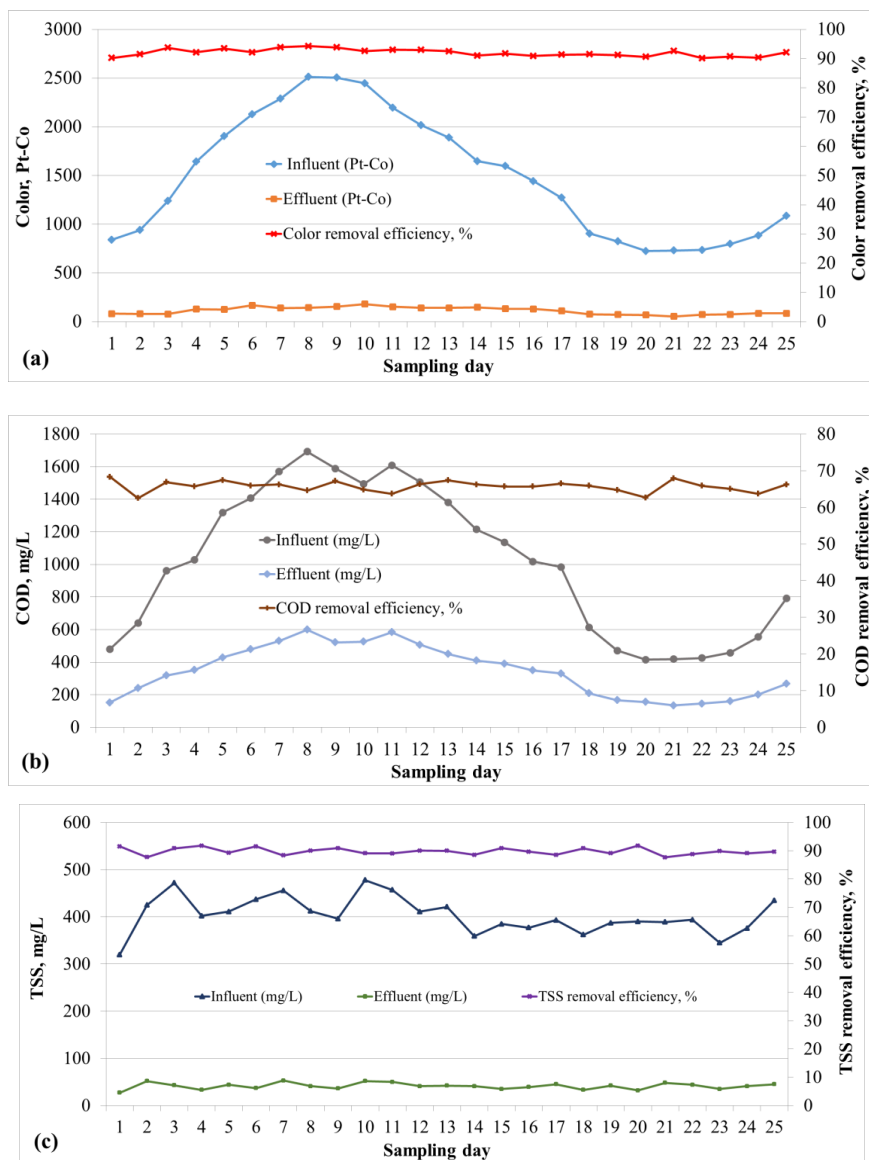 3000
2500
2000
1500
1000
500
0
Color, Pt-Co
100
90
80
70
60
50
40
30
20
10
0
Color removal efficiency, %
Influent (Pt-Co)
Effluent (Pt-Co)
Color removal efficiency, %
1 2 3 4 5 6 7 8 9 10 11 12 13 14 15 16 17 18 19 20 21 22 23 24 25
Sampling day
(a)
1800
1600
1400
1200
1000
800
600
400
200
0
COD, mg/L
80
70
60
50
40
30
20
10
0
COD removal efficiency, %
Influent (mg/L)
Effluent (mg/L)
COD removal efficiency, %
1 2 3 4 5 6 7 8 9 10 11 12 13 14 15 16 17 18 19 20 21 22 23 24 25
Sampling day
(b)
600
500
400
300
200
100
0
TSS, mg/L
100
90
80
70
60
50
40
30
20
10
0
TSS removal efficiency, %
Influent (mg/L) Effluent (mg/L) TSS removal efficiency, %
1 2 3 4 5 6 7 8 9 10 11 12 13 14 15 16 17 18 19 20 21 22 23 24 25
Sampling day
(c)